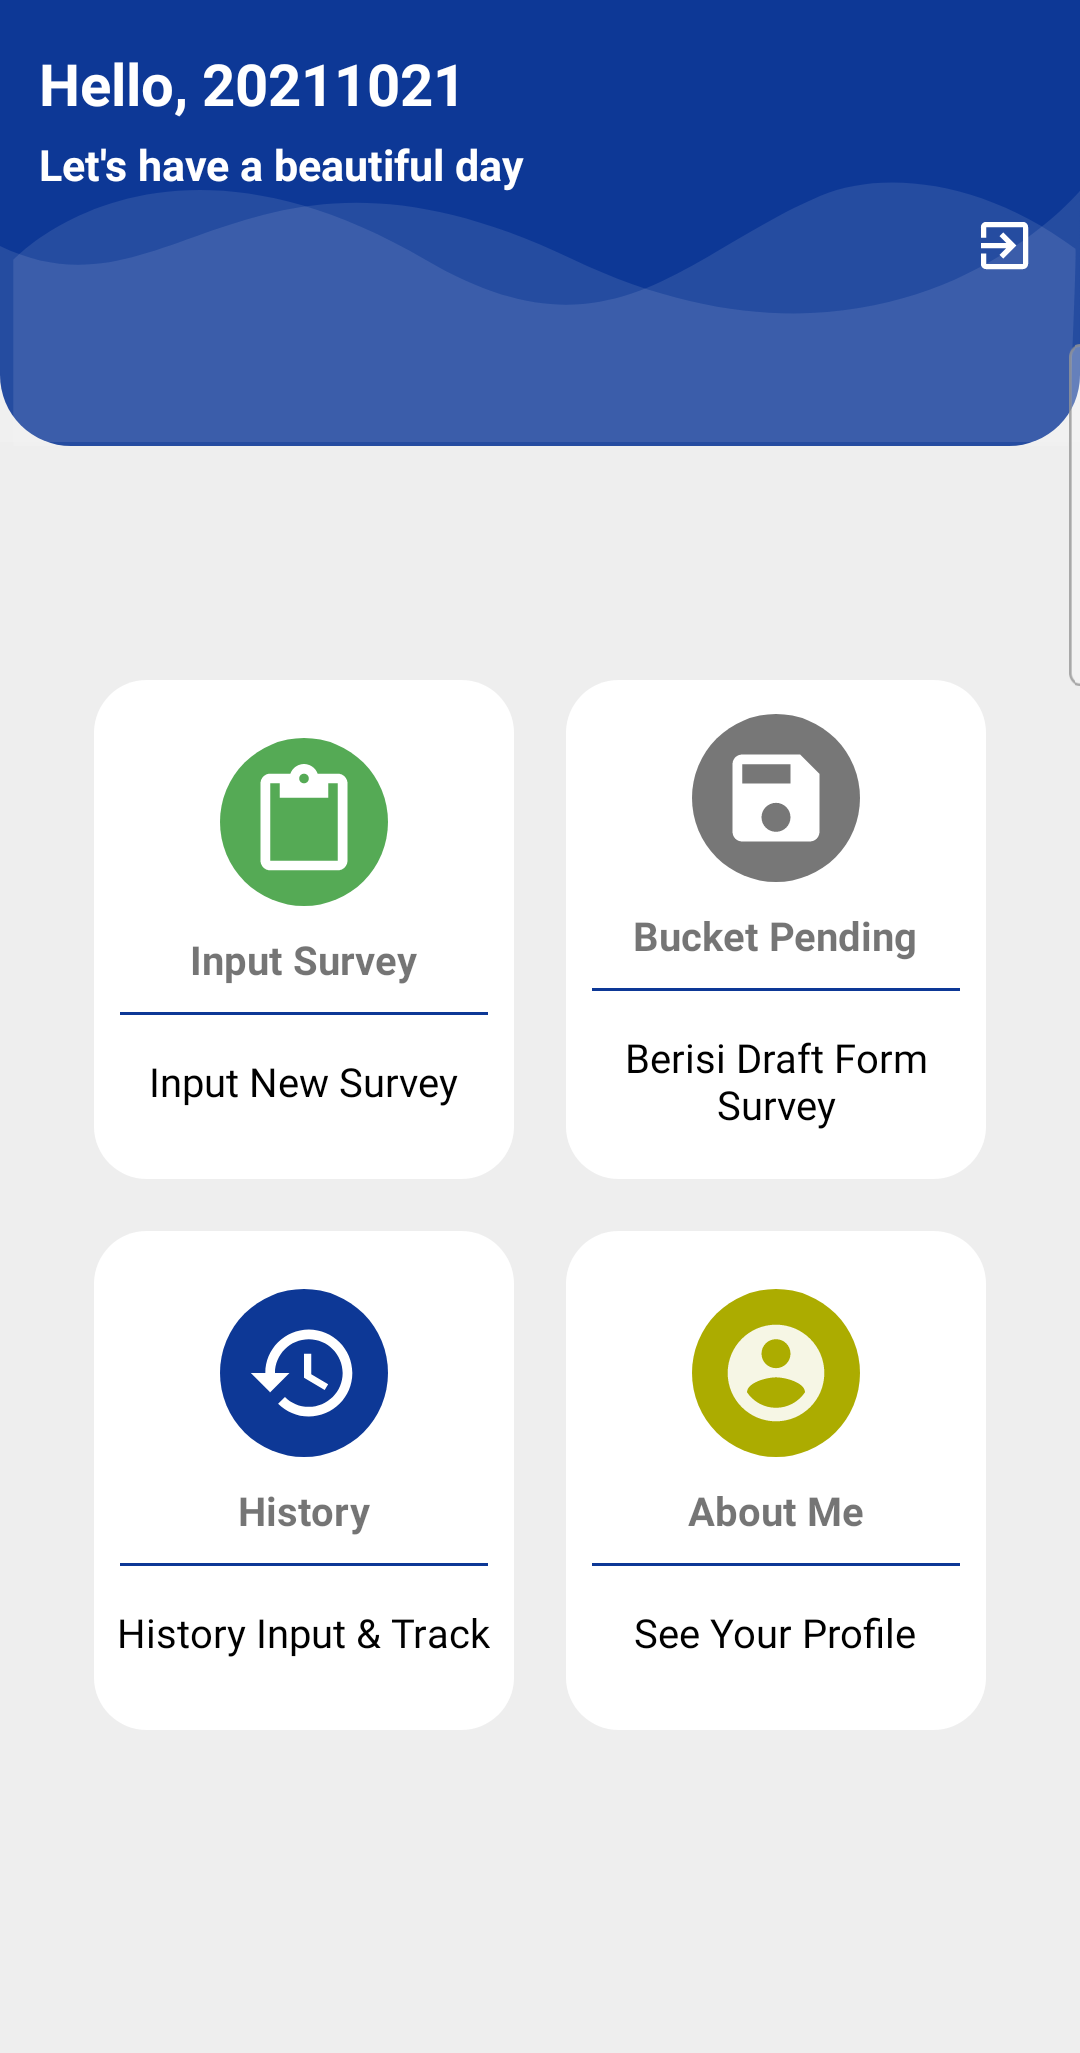 Hello, 20211021
Let's have a beautiful day
Input Survey
Input New Survey
Bucket Pending
Berisi Draft Form
Survey
History
History Input & Track
About Me
See Your Profile